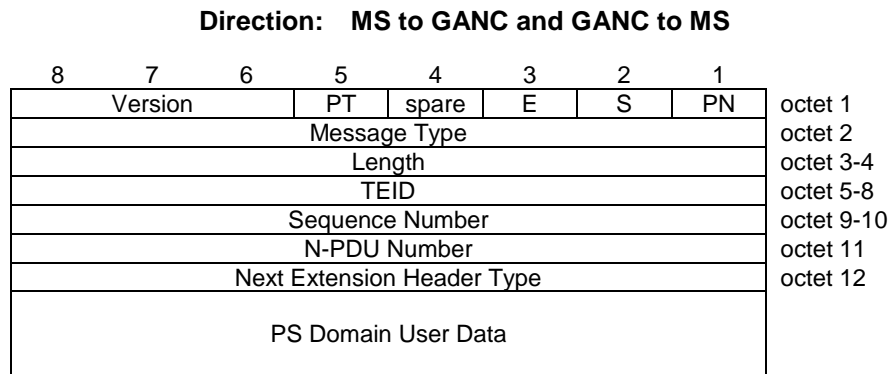 Direction: MS to GANC and GANC to MS
8 7 6 5 4 3 2 1
Version PT spare E S PN octet 1
Message Type octet 2
Length octet 3-4
TEID octet 5-8
Sequence Number octet 9-10
N-PDU Number octet 11
Next Extension Header Type octet 12
PS Domain User Data